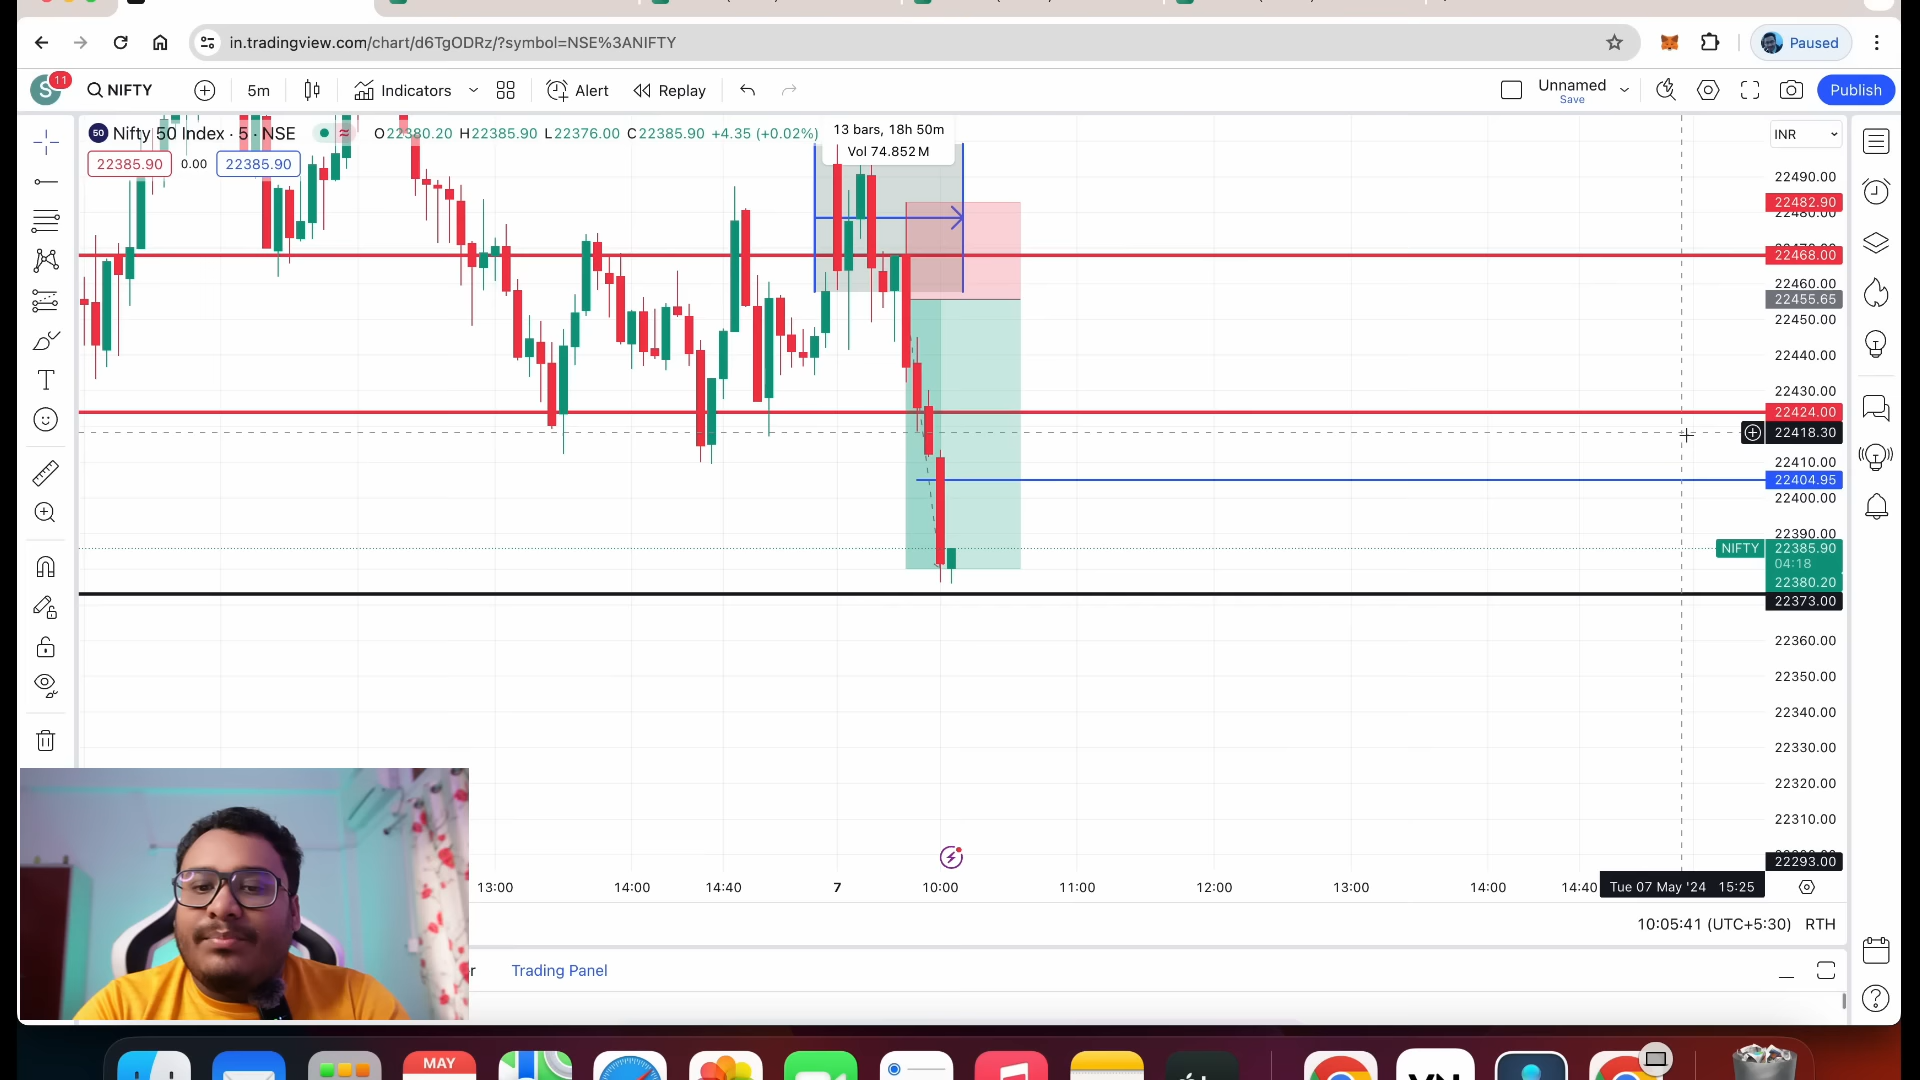 in.tradingview.com/chart/d6TgODRz/?symbol=NSE%3ANIFTY
Paused
S
11
NIFTY
5m
Indicators
Alert
Replay
Unnamed
Save
Publish
50
Nifty 50 Index · 5 · NSE
O22380.20 H22385.90 L22376.00 C22385.90 +4.35 (+0.02%)
22385.90
0.00
22385.90
13 bars, 18h 50m
Vol 74.852M
INR
22490.00
22482.90
22480.00
22468.00
22460.00
22455.65
22450.00
22440.00
22430.00
22424.00
22418.30
22410.00
22404.95
22400.00
22390.00
NIFTY
22385.90
04:18
22380.20
22373.00
22360.00
22350.00
22340.00
22330.00
22320.00
22310.00
22293.00
13:00
14:00
14:40
7
10:00
11:00
12:00
13:00
14:00
14:40
Tue 07 May '24 15:25
10:05:41 (UTC+5:30)
RTH
r
Trading Panel
MAY